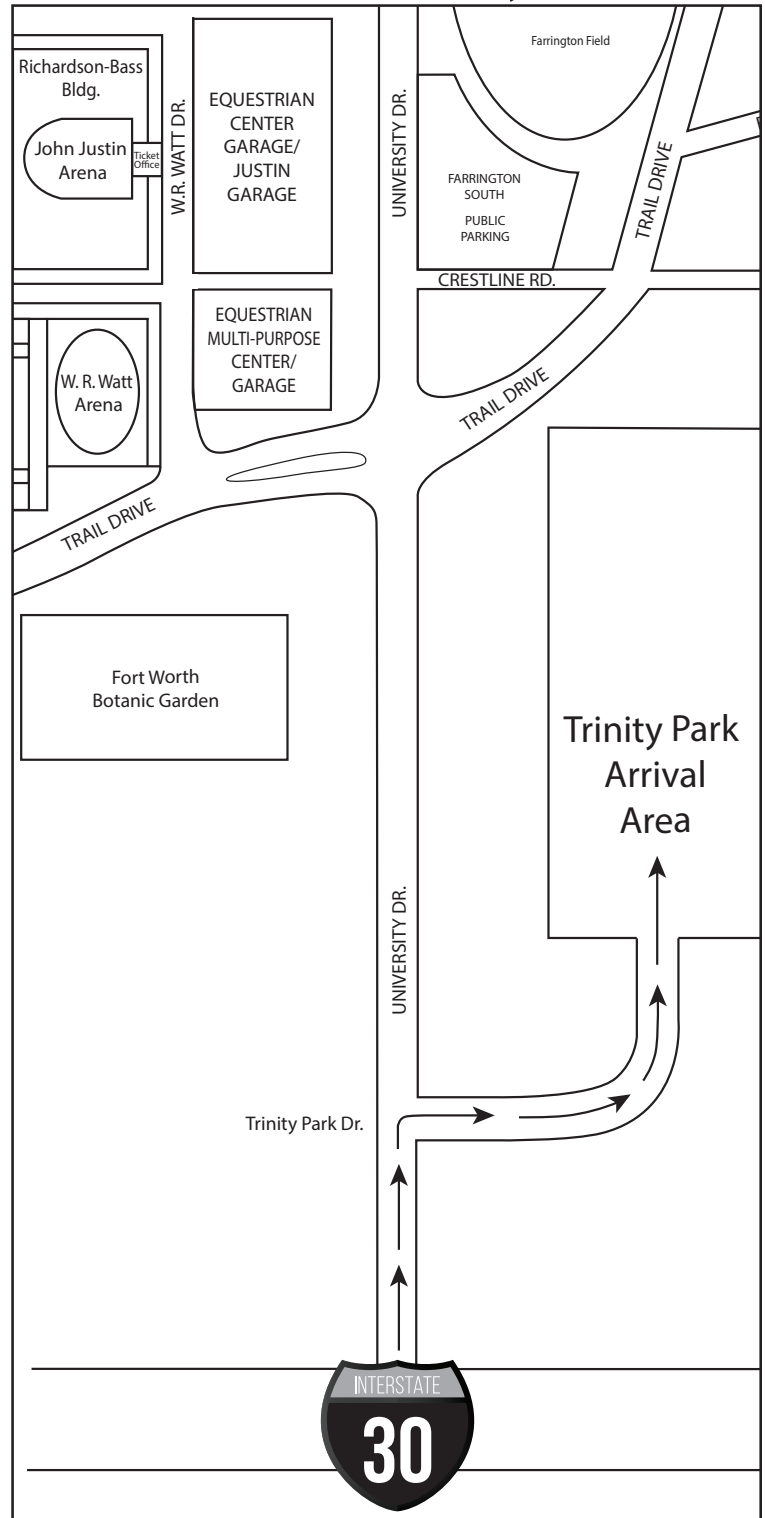 Farrington Field
Richardson-Bass
Bldg.
John Justin
Arena
Ticket
Office
W.R. WATT DR.
EQUESTRIAN
CENTER
GARAGE/
JUSTIN
GARAGE
UNIVERSITY DR.
FARRINGTON
SOUTH
PUBLIC
PARKING
TRAIL DRIVE
CRESTLINE RD.
EQUESTRIAN
MULTI-PURPOSE
CENTER/
GARAGE
W. R. Watt
Arena
TRAIL DRIVE
TRAIL DRIVE
Fort Worth
Botanic Garden
Trinity Park
Arrival
Area
UNIVERSITY DR.
Trinity Park Dr.
INTERSTATE
30